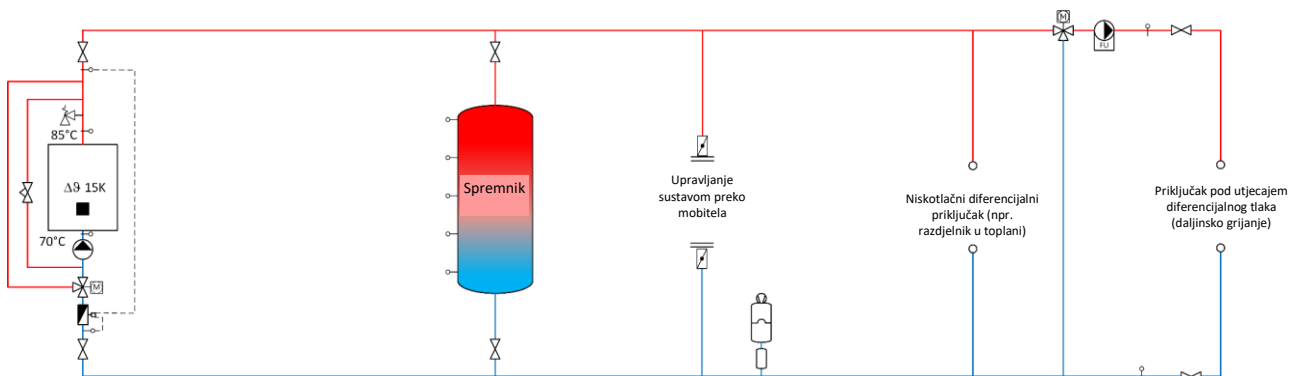 M
FU
85°C
Δϑ 15K
70°C
M
Spremnik
Upravljanje
sustavom preko
mobitela
Niskotlačni diferencijalni
priključak (npr.
razdjelnik u toplani)
Priključak pod utjecajem
diferencijalnog tlaka
(daljinsko grijanje)